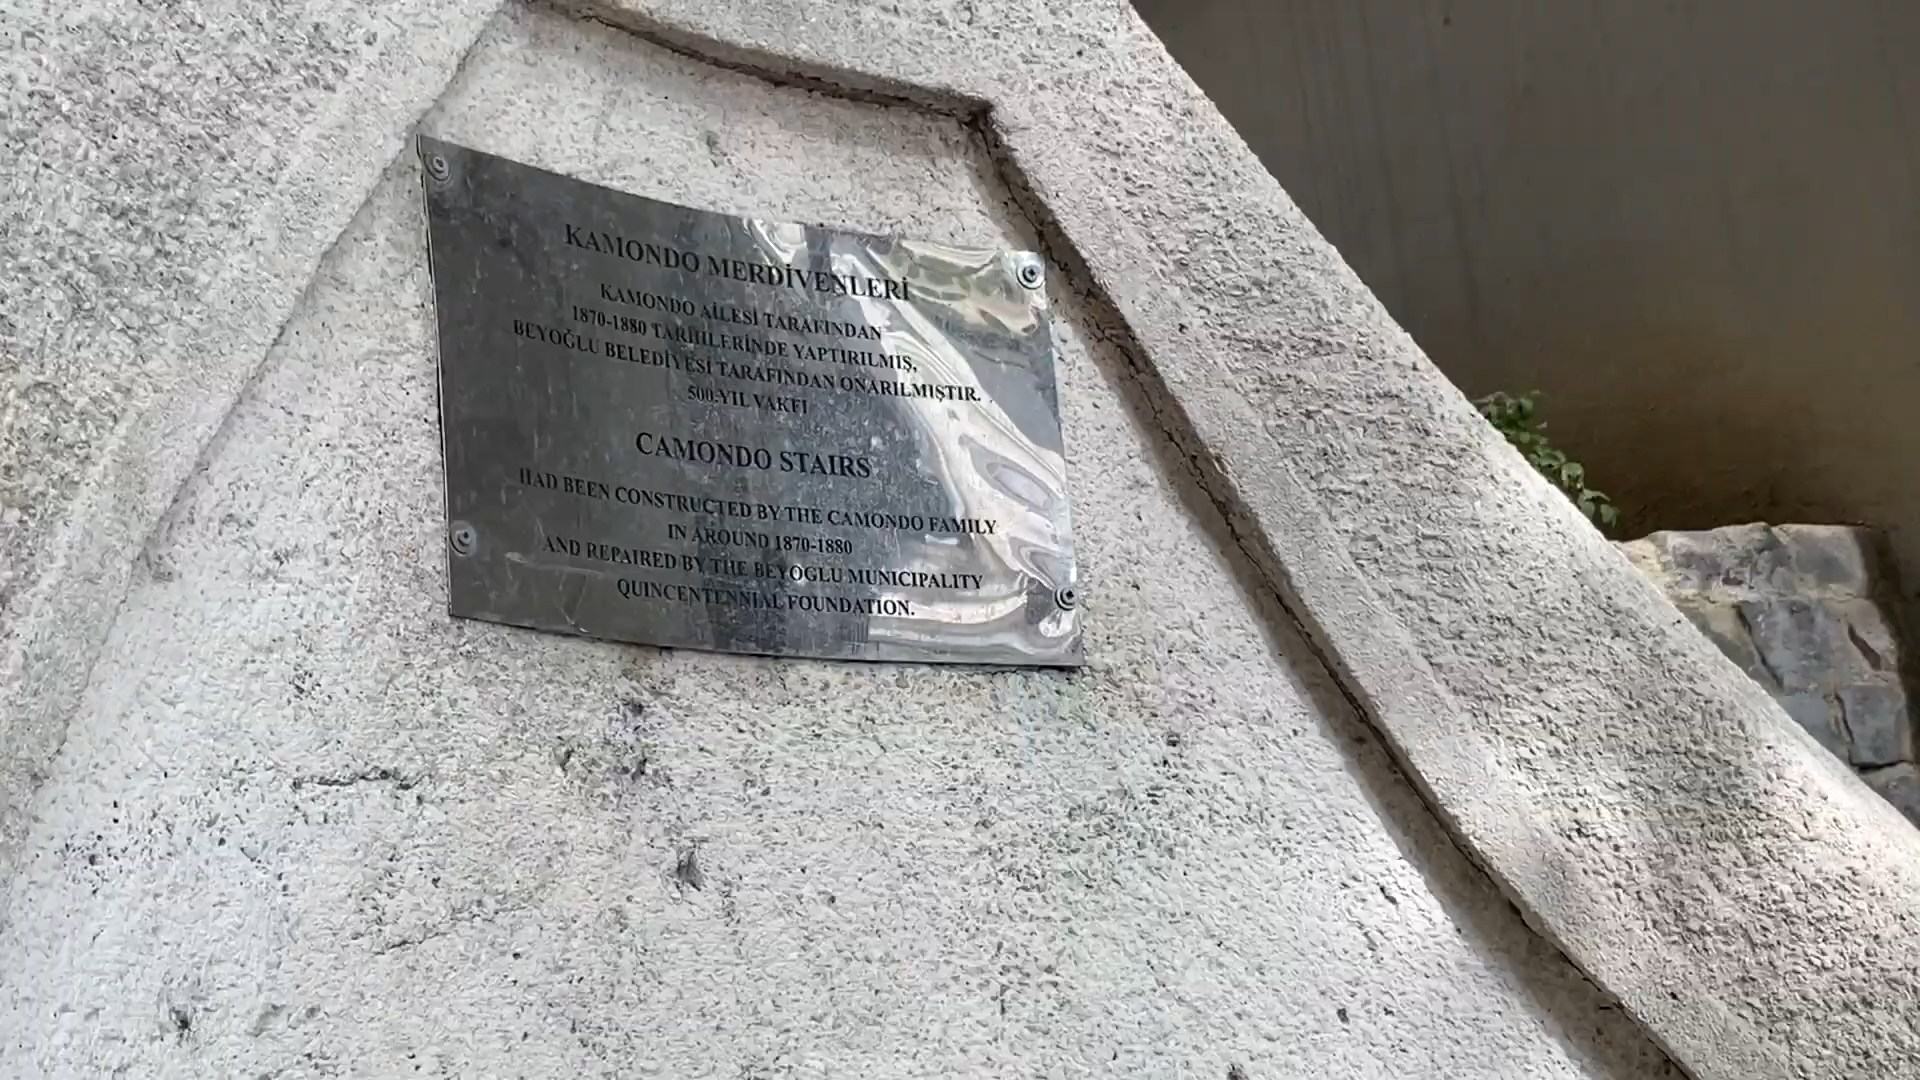 KAMONDO MERDİVENLERİ
KAMONDO AİLESİ TARAFINDAN
1870-1880 TARİHLERİNDE YAPTIRILMIŞ,
BEYOĞLU BELEDİYESİ TARAFINDAN ONARILMIŞTIR.
500.YIL VAKFI
CAMONDO STAIRS
HAD BEEN CONSTRUCTED BY THE CAMONDO FAMILY
IN AROUND 1870-1880
AND REPAIRED BY THE BEYOGLU MUNICIPALITY
QUINCENTENNIAL FOUNDATION.